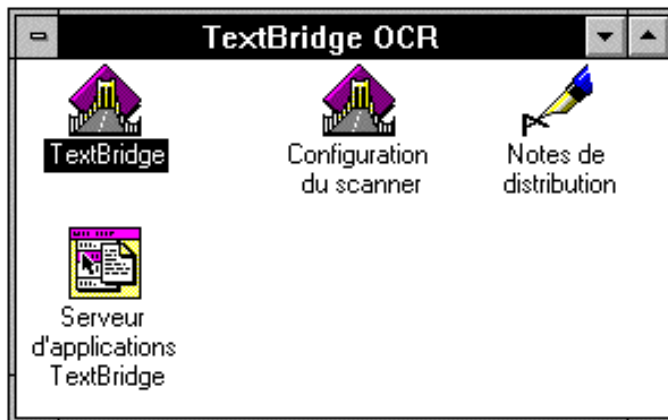 TextBridge OCR
TextBridge
Configuration
du scanner
Notes de
distribution
Serveur
d'applications
TextBridge